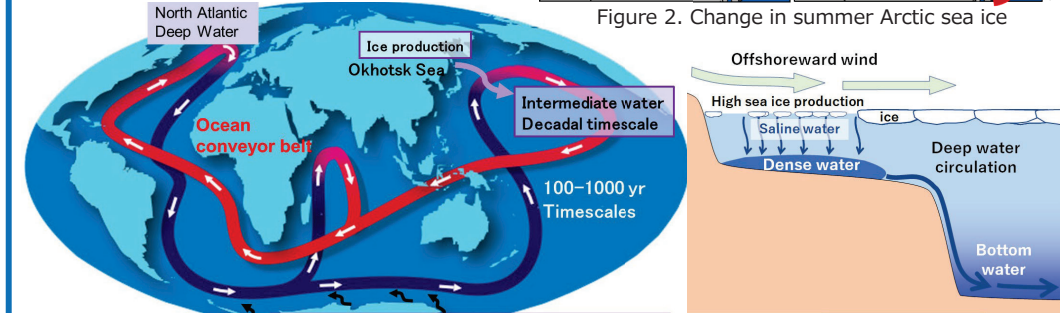 Figure 2. Change in summer Arctic sea ice
North Atlantic
Deep Water
Ice production
Okhotsk Sea
Intermediate water
Decadal timescale
Ocean
conveyor belt
100-1000 yr
Timescales
Offshoreward wind
High sea ice production
ice
Saline water
Dense water
Deep water
circulation
Bottom
water